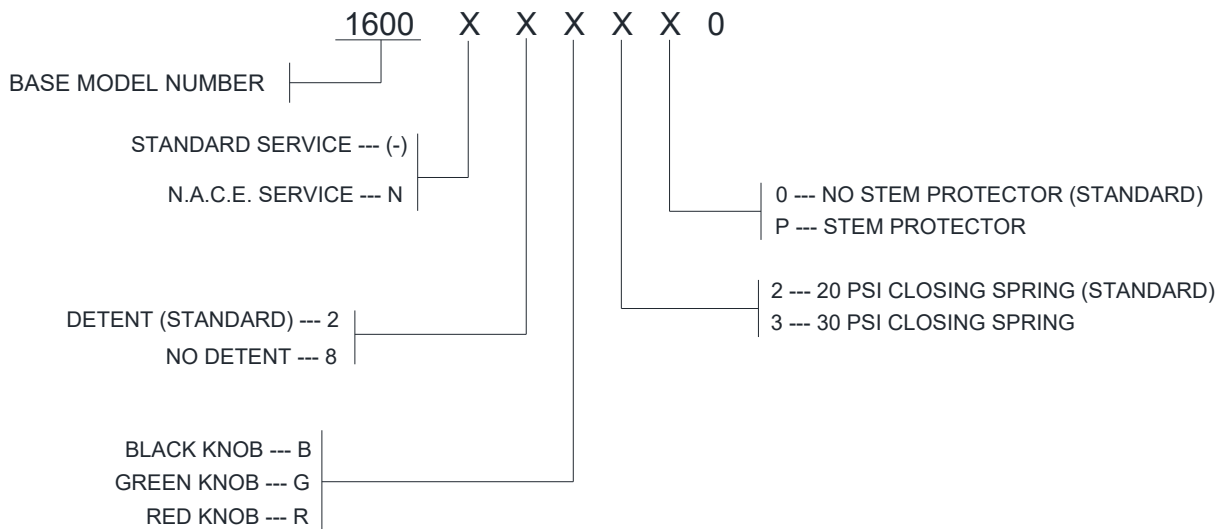 1600 X X X X X 0
BASE MODEL NUMBER
STANDARD SERVICE --- (-)
N.A.C.E. SERVICE --- N
0 --- NO STEM PROTECTOR (STANDARD)
P --- STEM PROTECTOR
2 --- 20 PSI CLOSING SPRING (STANDARD)
3 --- 30 PSI CLOSING SPRING
DETENT (STANDARD) --- 2
NO DETENT --- 8
BLACK KNOB --- B
GREEN KNOB --- G
RED KNOB --- R